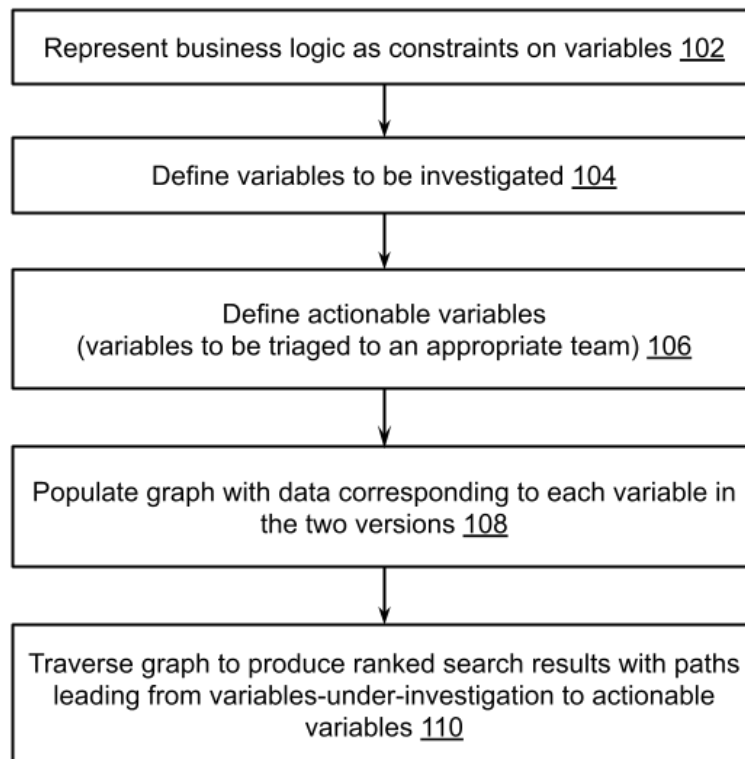 Represent business logic as constraints on variables 102
Define variables to be investigated 104
Define actionable variables
(variables to be triaged to an appropriate team) 106
Populate graph with data corresponding to each variable in
the two versions 108
Traverse graph to produce ranked search results with paths
leading from variables-under-investigation to actionable
variables 110